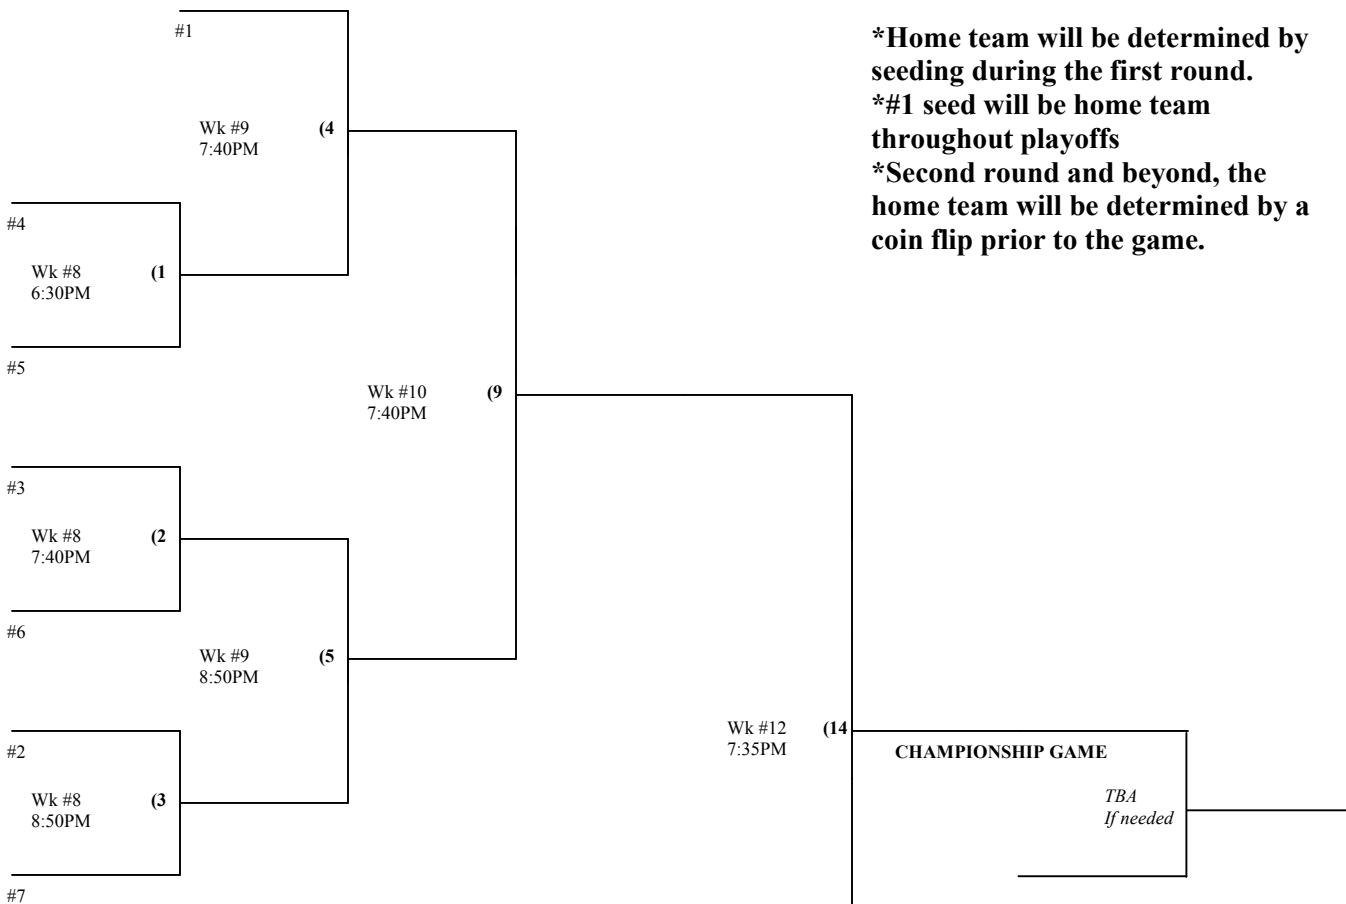 #1
*Home team will be determined by
seeding during the first round.
*#1 seed will be home team
throughout playoffs
*Second round and beyond, the
home team will be determined by a
coin flip prior to the game.
Wk #9 (4
7:40PM
#4
Wk #8 (1
6:30PM
#5
Wk #10 (9
7:40PM
#3
Wk #8 (2
7:40PM
#6
Wk #9 (5
8:50PM
#2
Wk #12 (14
7:35PM
CHAMPIONSHIP GAME
Wk #8 (3
8:50PM
TBA
If needed
#7